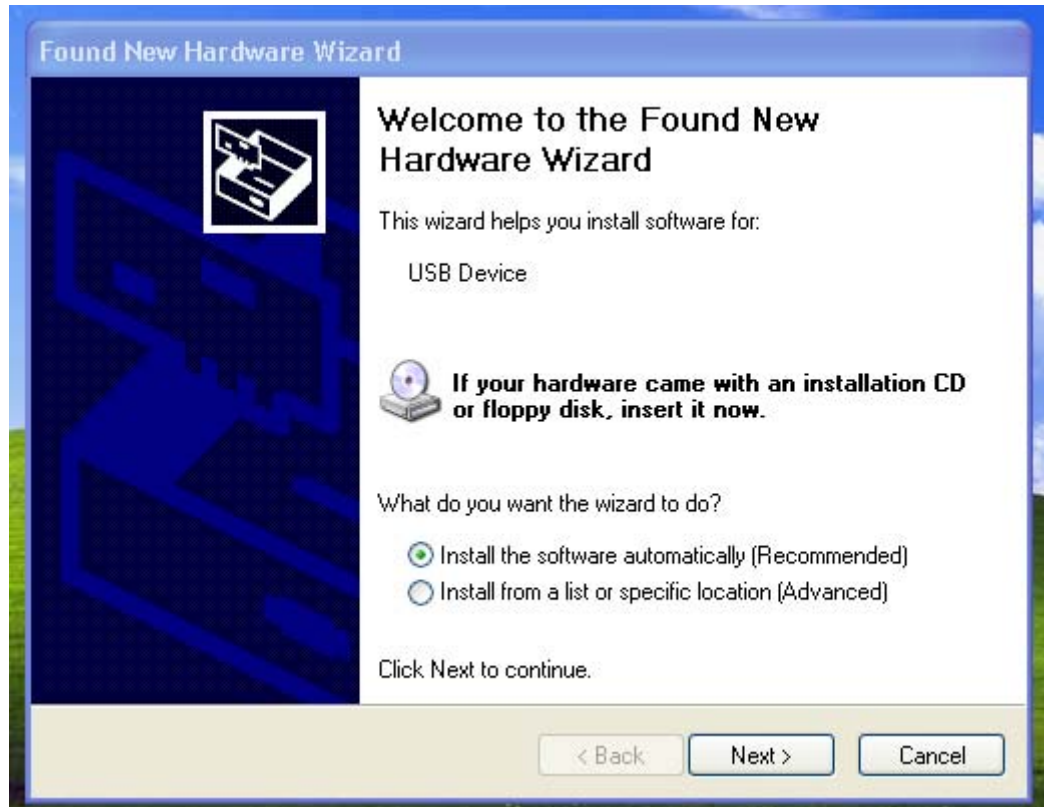 Found New Hardware Wizard
Welcome to the Found New
Hardware Wizard
This wizard helps you install software for:
USB Device
If your hardware came with an installation CD
or floppy disk, insert it now.
What do you want the wizard to do?
Install the software automatically (Recommended)
Install from a list or specific location (Advanced)
Click Next to continue.
< Back Next > Cancel